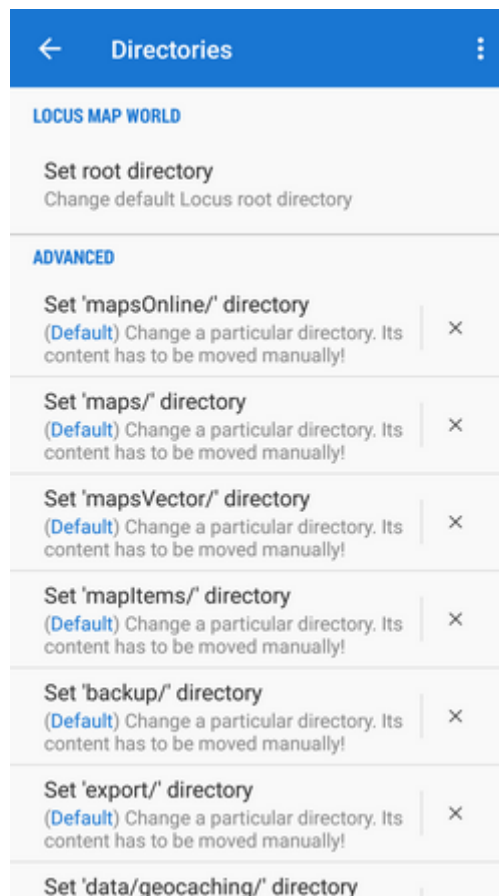 Directories
LOCUS MAP WORLD
Set root directory
Change default Locus root directory
ADVANCED
Set 'mapsOnline/' directory
(Default) Change a particular directory. Its
content has to be moved manually!
Set 'maps/' directory
(Default) Change a particular directory. Its
content has to be moved manually!
Set 'mapsVector/' directory
(Default) Change a particular directory. Its
content has to be moved manually!
Set 'mapItems/' directory
(Default) Change a particular directory. Its
content has to be moved manually!
Set 'backup/' directory
(Default) Change a particular directory. Its
content has to be moved manually!
Set 'export/' directory
(Default) Change a particular directory. Its
content has to be moved manually!
Set 'data/geocaching/' directory